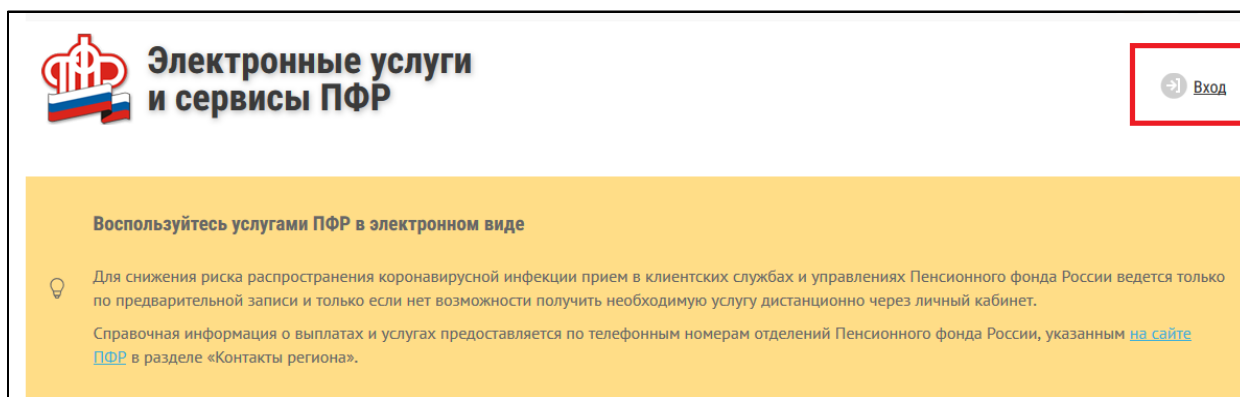 ПФР
Электронные услуги
и сервисы ПФР
Вход
Воспользуйтесь услугами ПФР в электронном виде
Для снижения риска распространения коронавирусной инфекции прием в клиентских службах и управлениях Пенсионного фонда России ведется только
по предварительной записи и только если нет возможности получить необходимую услугу дистанционно через личный кабинет.
Справочная информация о выплатах и услугах предоставляется по телефонным номерам отделений Пенсионного фонда России, указанным на сайте
ПФР в разделе «Контакты региона».